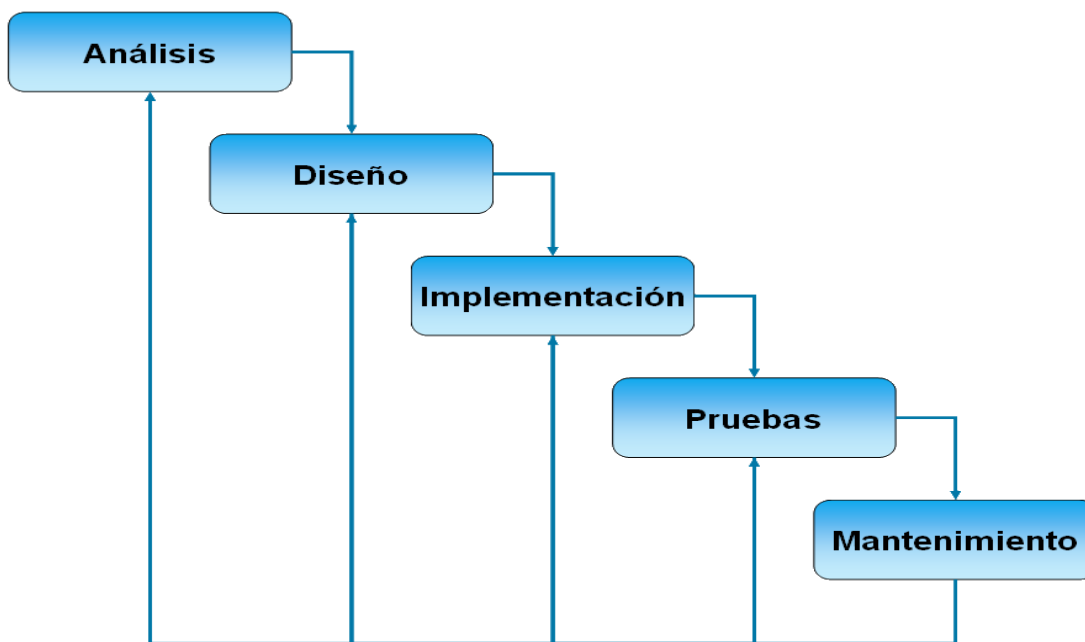 Análisis
Diseño
Implementación
Pruebas
Mantenimiento